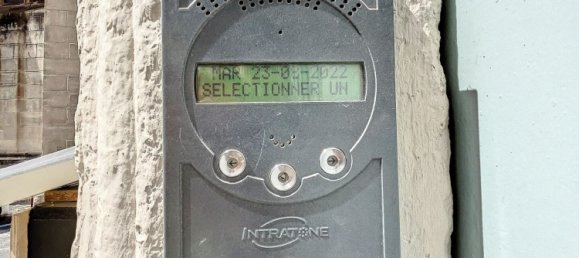 MAR 23-08-2022
SELECTIONNER UN
INTRATONE